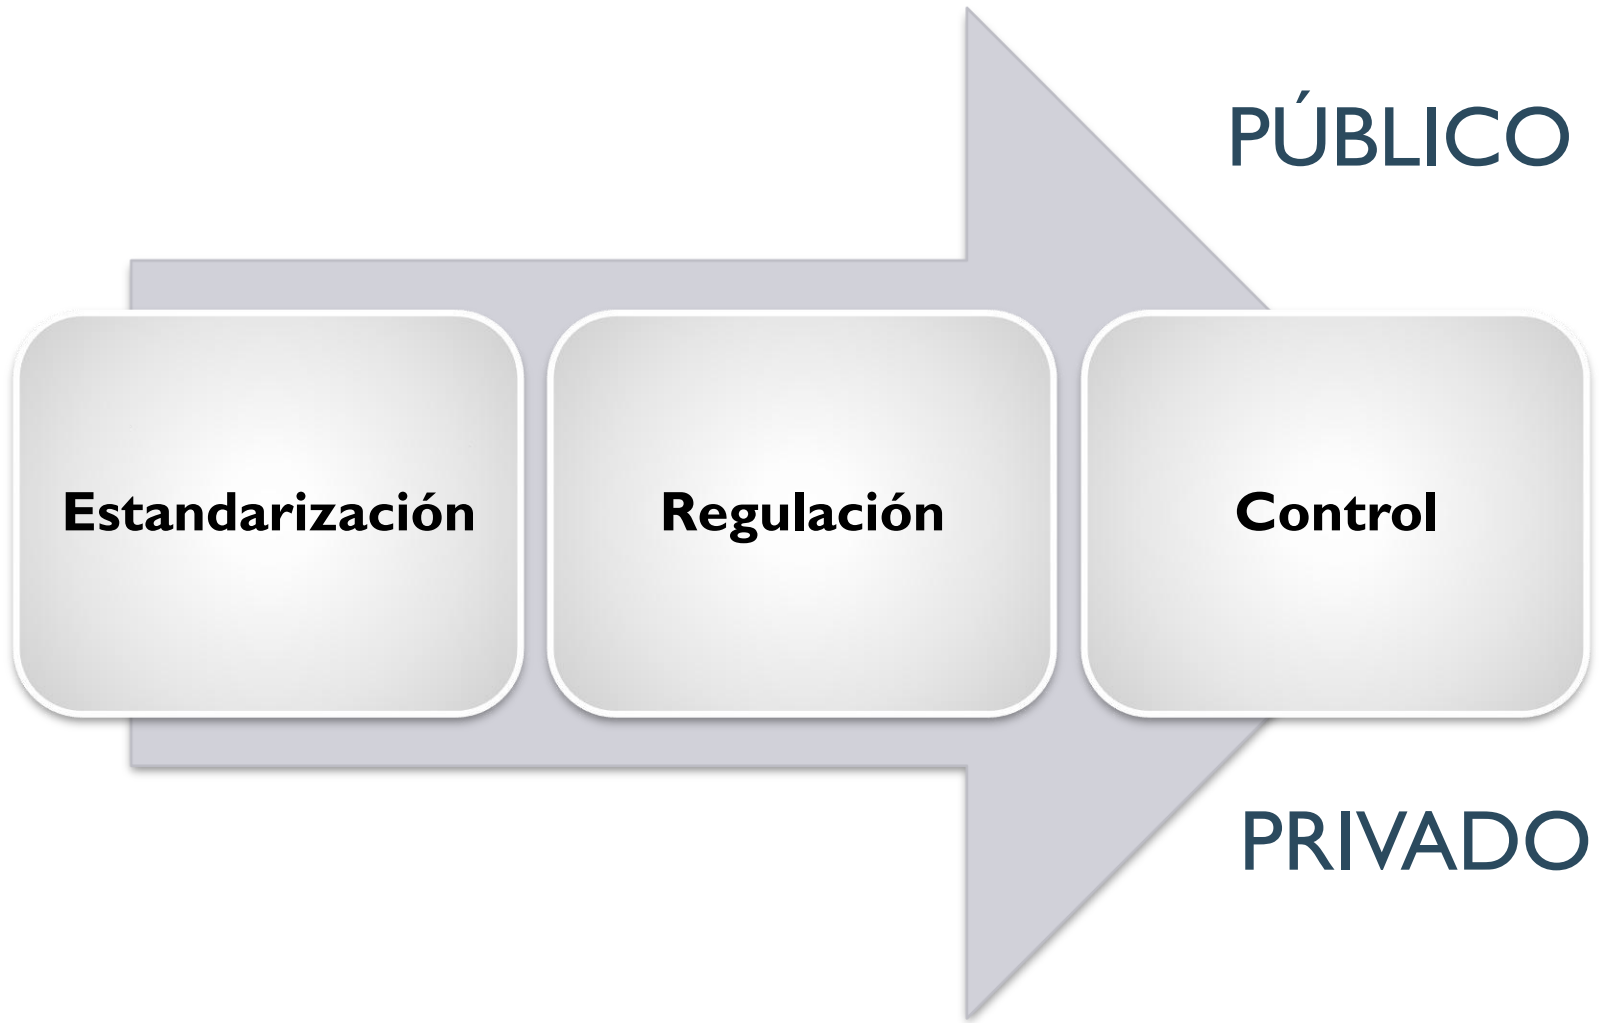 PÚBLICO
Estandarización
Regulación
Control
PRIVADO